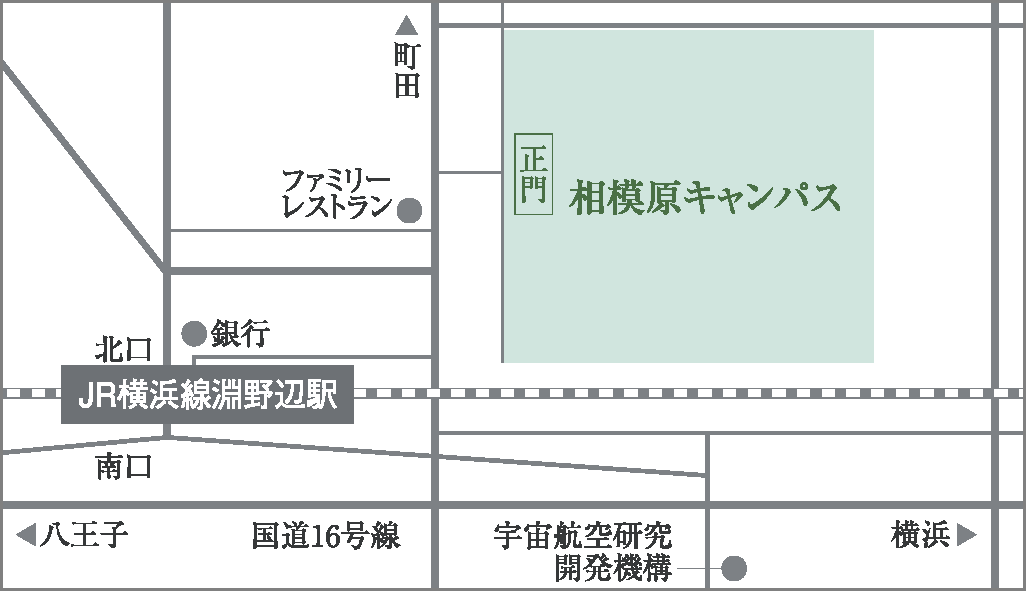 町田
正門
相模原キャンパス
ファミリー
レストラン
銀行
北口
JR横浜線淵野辺駅
南口
八王子
国道16号線
宇宙航空研究
開発機構
横浜